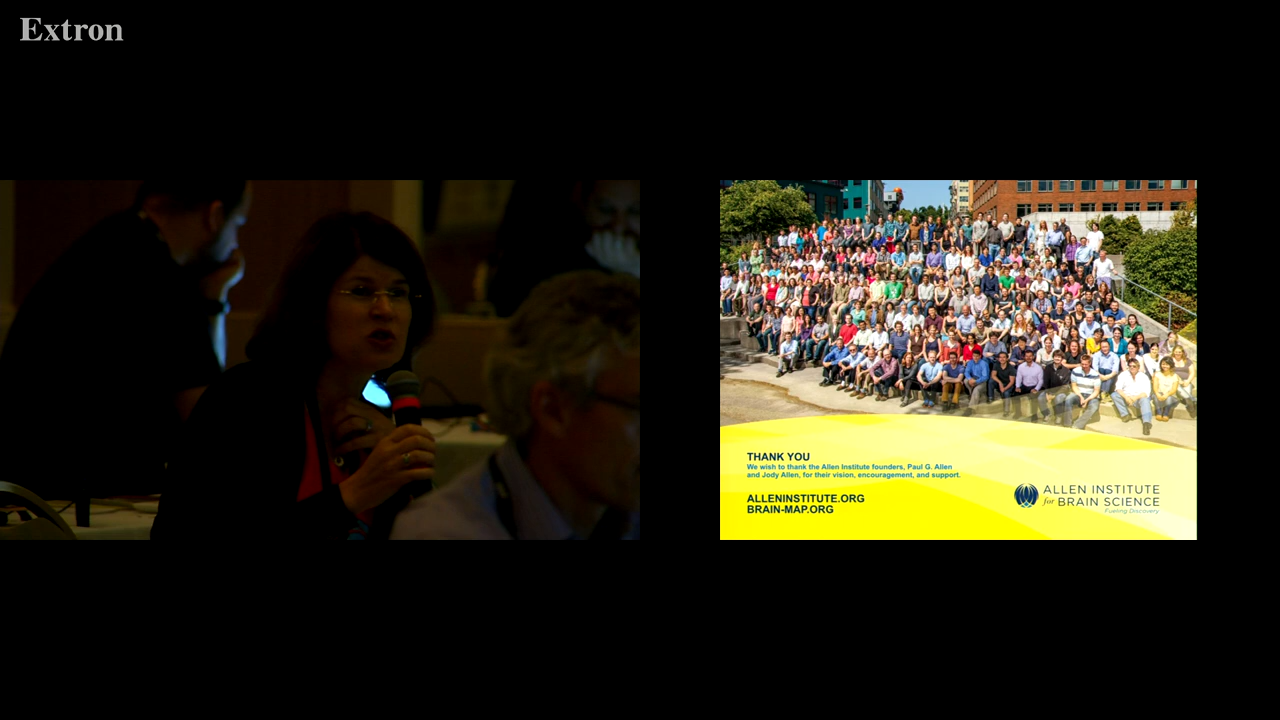 Extron
THANK YOU
We wish to thank the Allen Institute founders, Paul G. Allen
and Jody Allen, for their vision, encouragement, and support.
ALLENINSTITUTE.ORG
BRAIN-MAP.ORG
ALLEN INSTITUTE
for BRAIN SCIENCE
Fueling Discovery